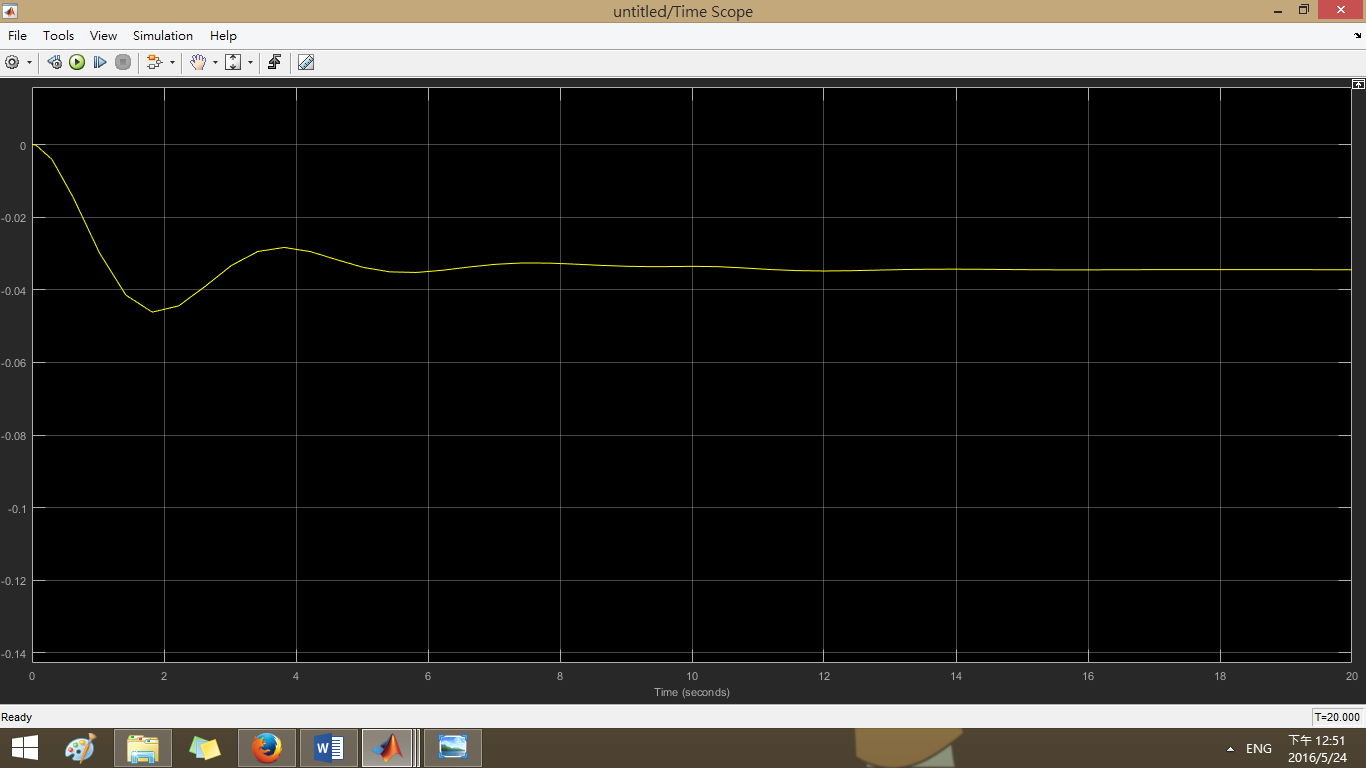 untitled/Time Scope
File Tools View Simulation Help
0
-0.02
-0.04
-0.06
-0.08
-0.1
-0.12
-0.14
0 2 4 6 8 10 12 14 16 18 20
Time (seconds)
Ready
T=20.000
ENG
下午 12:51
2016/5/24